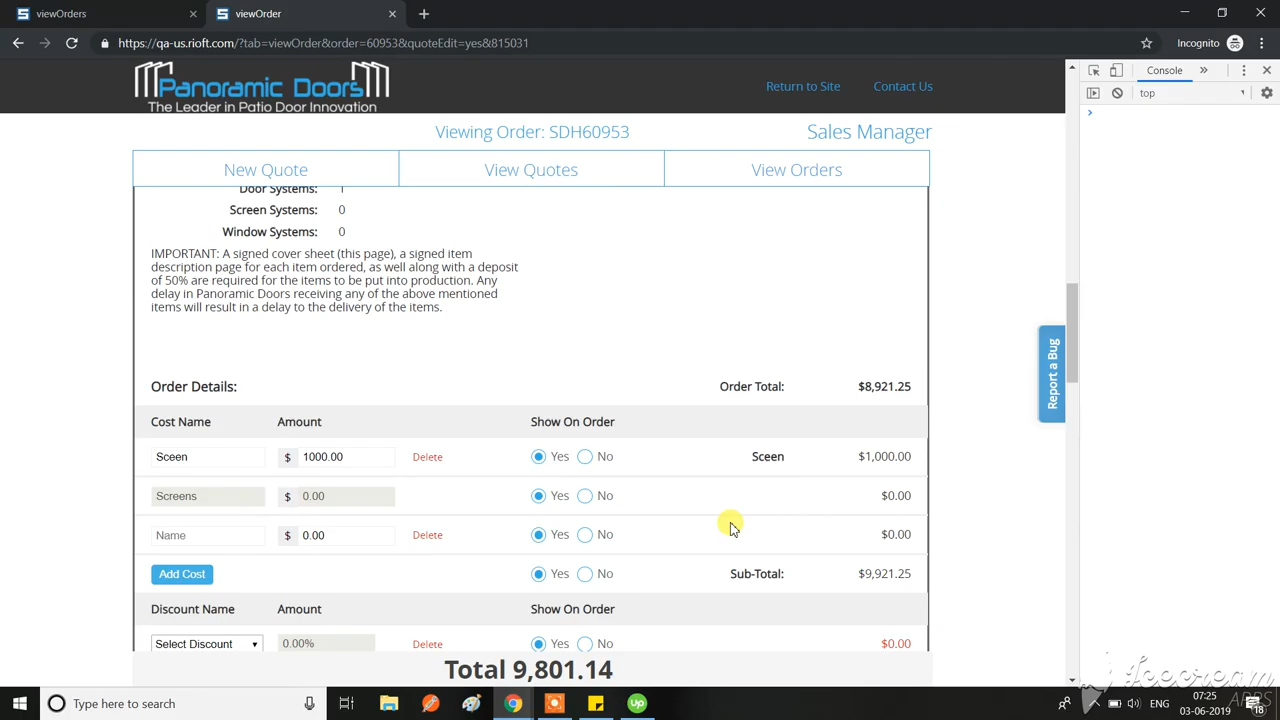 viewOrders
viewOrder
https://qa-us.rioft.com/?tab=viewOrder&order=60953&quoteEdit=yes&815031
Incognito
Panoramic Doors
The Leader in Patio Door Innovation
Return to Site
Contact Us
Console
top
Viewing Order: SDH60953
Sales Manager
New Quote
View Quotes
View Orders
Door Systems: 1
Screen Systems: 0
Window Systems: 0
IMPORTANT: A signed cover sheet (this page), a signed item
description page for each item ordered, as well along with a deposit
of 50% are required for the items to be put into production. Any
delay in Panoramic Doors receiving any of the above mentioned
items will result in a delay to the delivery of the items.
Report a Bug
Order Details: Order Total: $8,921.25
Cost Name Amount Show On Order
Sceen $ 1000.00 Delete Yes No Sceen $1,000.00
Screens $ 0.00 Yes No $0.00
Name $ 0.00 Delete Yes No $0.00
Add Cost Yes No Sub-Total: $9,921.25
Discount Name Amount Show On Order
Select Discount 0.00% Delete Yes No $0.00
Total 9,801.14
Icecream
APPS
Type here to search
up
ENG
07:25
03-06-2019